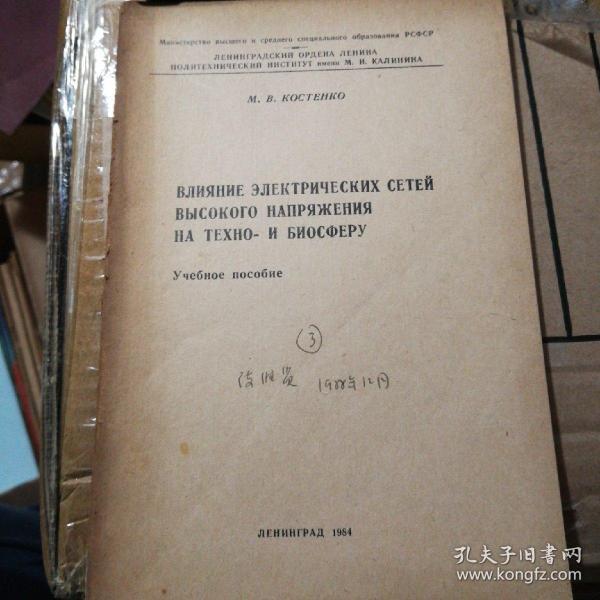 Министерство высшего и среднего специального образования РСФСР
ЛЕНИНГРАДСКИЙ ОРДЕНА ЛЕНИНА
ПОЛИТЕХНИЧЕСКИЙ ИНСТИТУТ имени М. И. КАЛИНИНА
М. В. КОСТЕНКО
ВЛИЯНИЕ ЭЛЕКТРИЧЕСКИХ СЕТЕЙ
ВЫСОКОГО НАПРЯЖЕНИЯ
НА ТЕХНО- И БИОСФЕРУ
Учебное пособие
3
1988年12月
ЛЕНИНГРАД 1984
孔夫子旧书网
www.kongfz.com